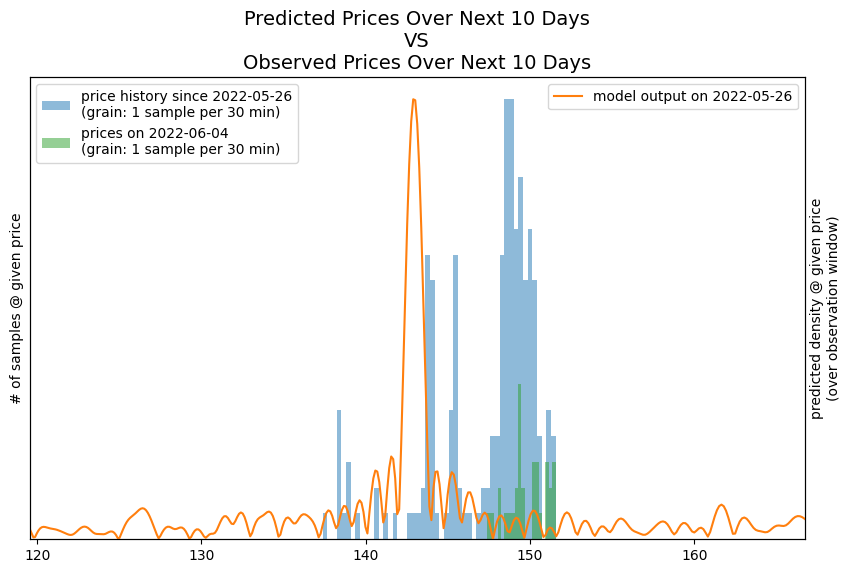 Predicted Prices Over Next 10 Days
VS
Observed Prices Over Next 10 Days
price history since 2022-05-26
(grain: 1 sample per 30 min)
prices on 2022-06-04
(grain: 1 sample per 30 min)
model output on 2022-05-26
# of samples @ given price
predicted density @ given price
(over observation window)
120
130
140
150
160